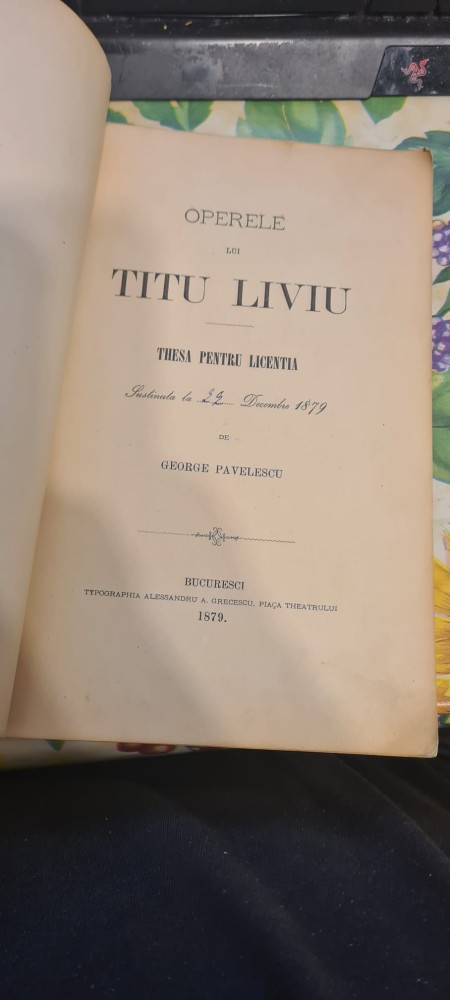 OPERELE
LUI
TITU LIVIU
THESA PENTRU LICENTIA
Sustinuta la 22 Decembre 1879
DE
GEORGE PAVELESCU
BUCURESCI
TYPOGRAPHIA ALESSANDRU A. GRECESCU, PIAÇA THEATRULUI
1879.